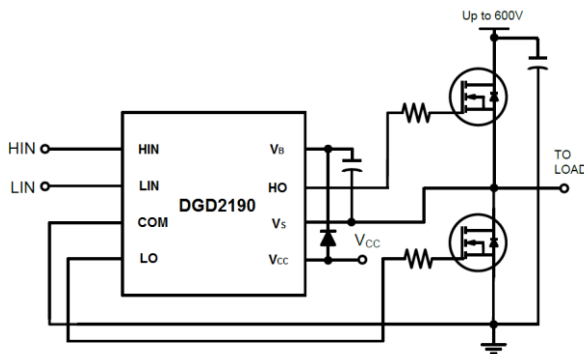 Up to 600V
HIN
HIN
VB
LIN
LIN
HO
TO
LOAD
DGD2190
COM
VS
VCC
LO
VCC